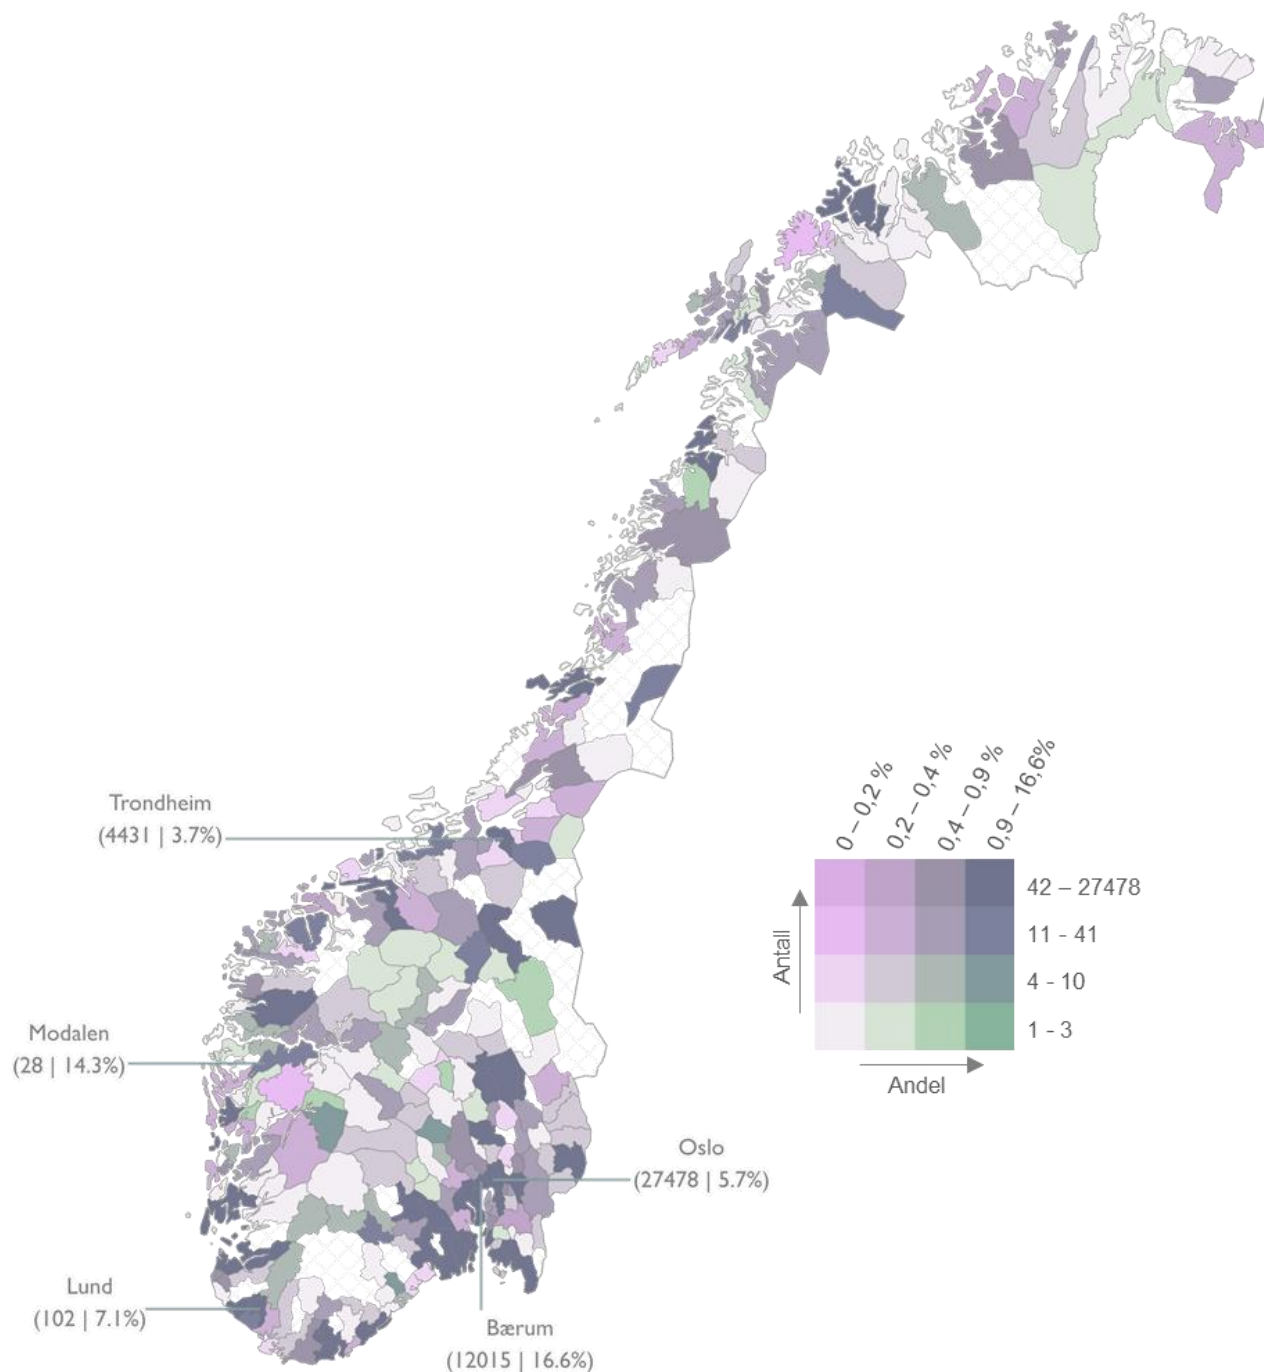 Trondheim
(4431 | 3.7%)
0 – 0,2 %
0,2 – 0,4 %
0,4 – 0,9 %
0,9 – 16,6%
42 – 27478
11 - 41
4 - 10
1 - 3
Antall
Andel
Modalen
(28 | 14.3%)
Oslo
(27478 | 5.7%)
Lund
(102 | 7.1%)
Bærum
(12015 | 16.6%)